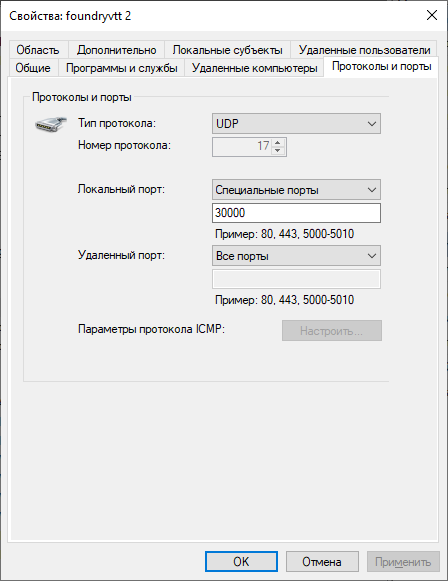 Свойства: foundryvtt 2
Область Дополнительно Локальные субъекты Удаленные пользователи
Общие Программы и службы Удаленные компьютеры Протоколы и порты
Протоколы и порты
Тип протокола: UDP
Номер протокола: 17
Локальный порт: Специальные порты
30000
Пример: 80, 443, 5000-5010
Удаленный порт: Все порты
Пример: 80, 443, 5000-5010
Параметры протокола ICMP: Настроить...
OK Отмена Применить